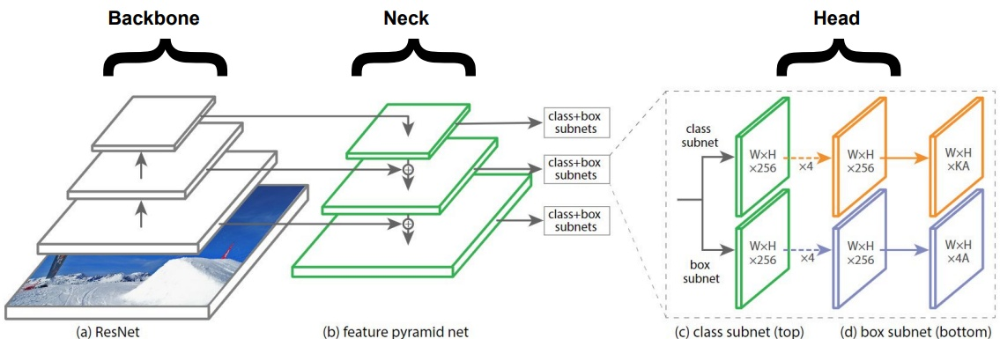 Backbone
Neck
Head
class+box
subnets
class+box
subnets
class+box
subnets
class
subnet
W×H
×256
×4
W×H
×256
W×H
×KA
box
subnet
W×H
×256
×4
W×H
×256
W×H
×4A
(a) ResNet
(b) feature pyramid net
(c) class subnet (top)
(d) box subnet (bottom)